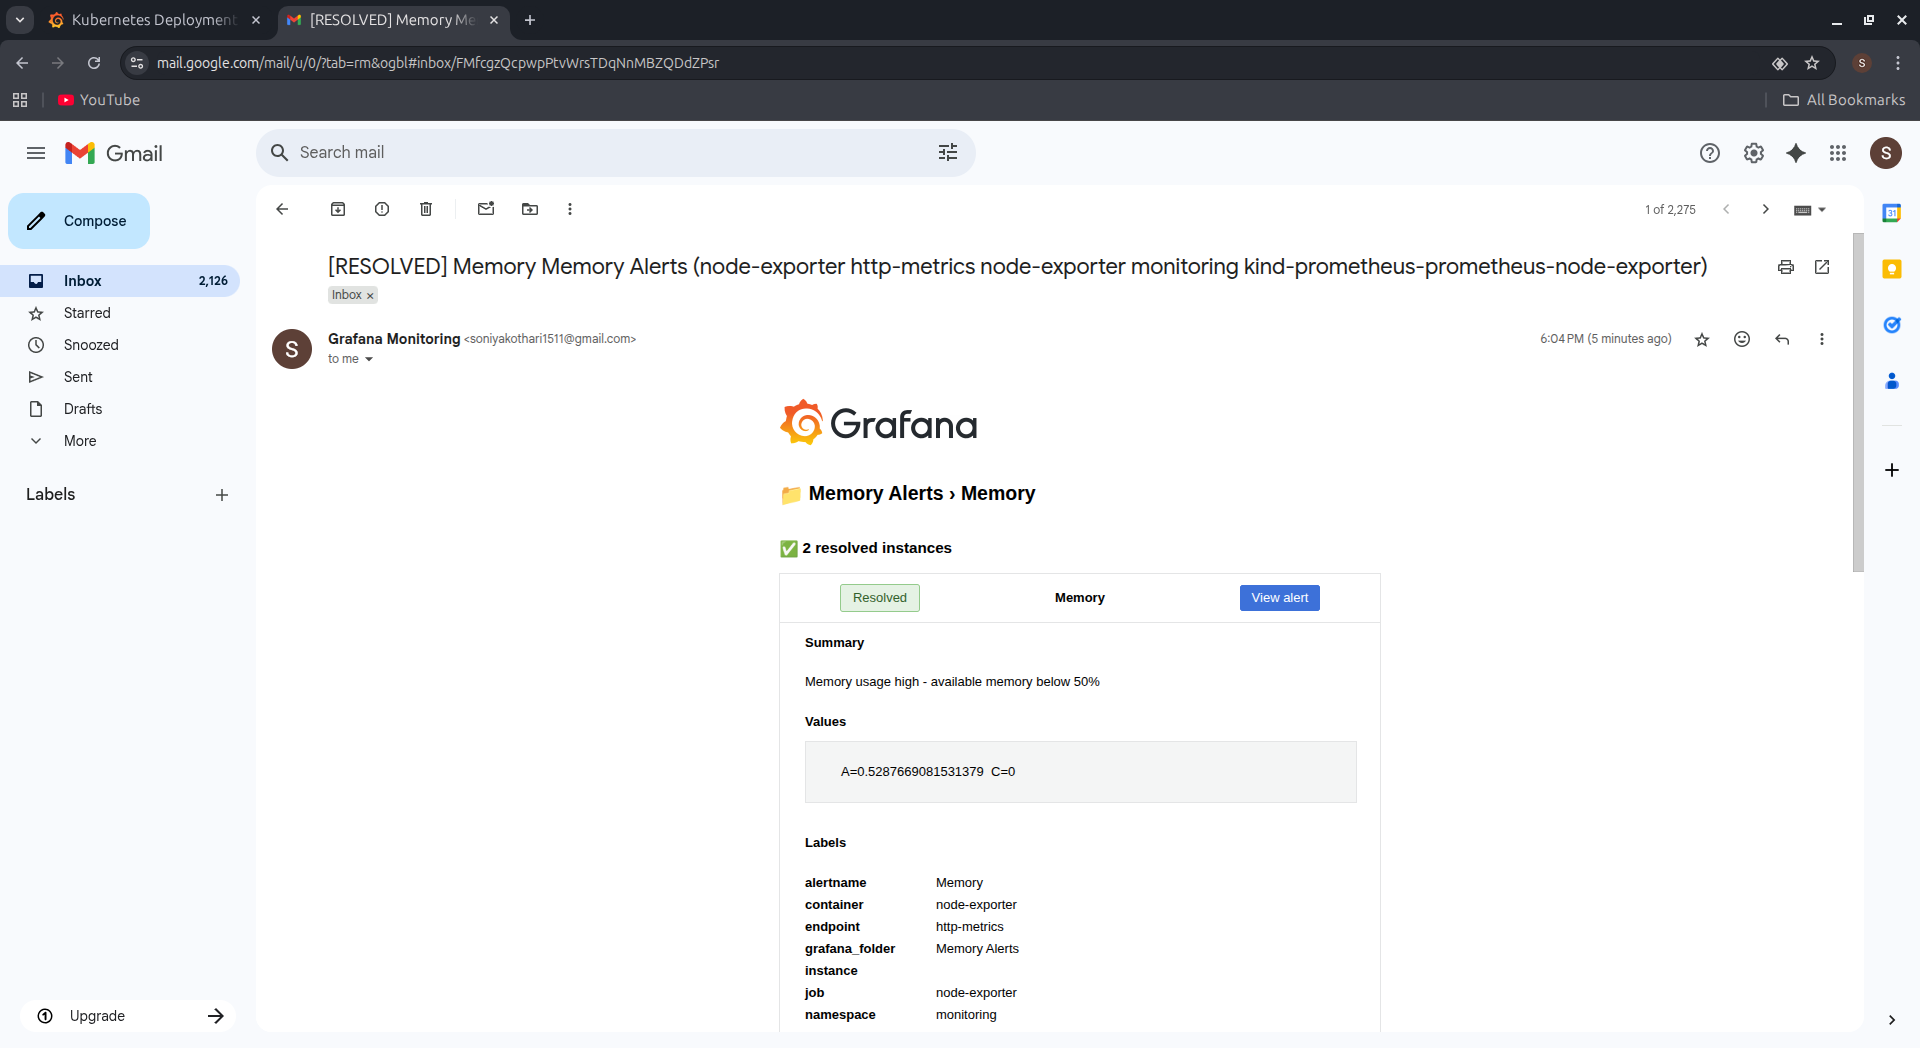 Kubernetes Deployment
[RESOLVED] Memory Me
mail.google.com/mail/u/0/?tab=rm&ogbl#inbox/FMfcgzQcpwpPtvWrsTDqNnMBZQDdZPsr
S
YouTube
All Bookmarks
Gmail
Search mail
S
Compose
1 of 2,275
31
Inbox 2,126
Starred
Snoozed
Sent
Drafts
More
Labels
Upgrade
[RESOLVED] Memory Memory Alerts (node-exporter http-metrics node-exporter monitoring kind-prometheus-prometheus-node-exporter)
Inbox ×
S
Grafana Monitoring <soniyakothari1511@gmail.com>
6:04 PM (5 minutes ago)
to me
Grafana
📁 Memory Alerts › Memory
✅ 2 resolved instances
Resolved Memory View alert
Summary
Memory usage high - available memory below 50%
Values
A=0.5287669081531379 C=0
Labels
alertname Memory
container node-exporter
endpoint http-metrics
grafana_folder Memory Alerts
instance
job node-exporter
namespace monitoring